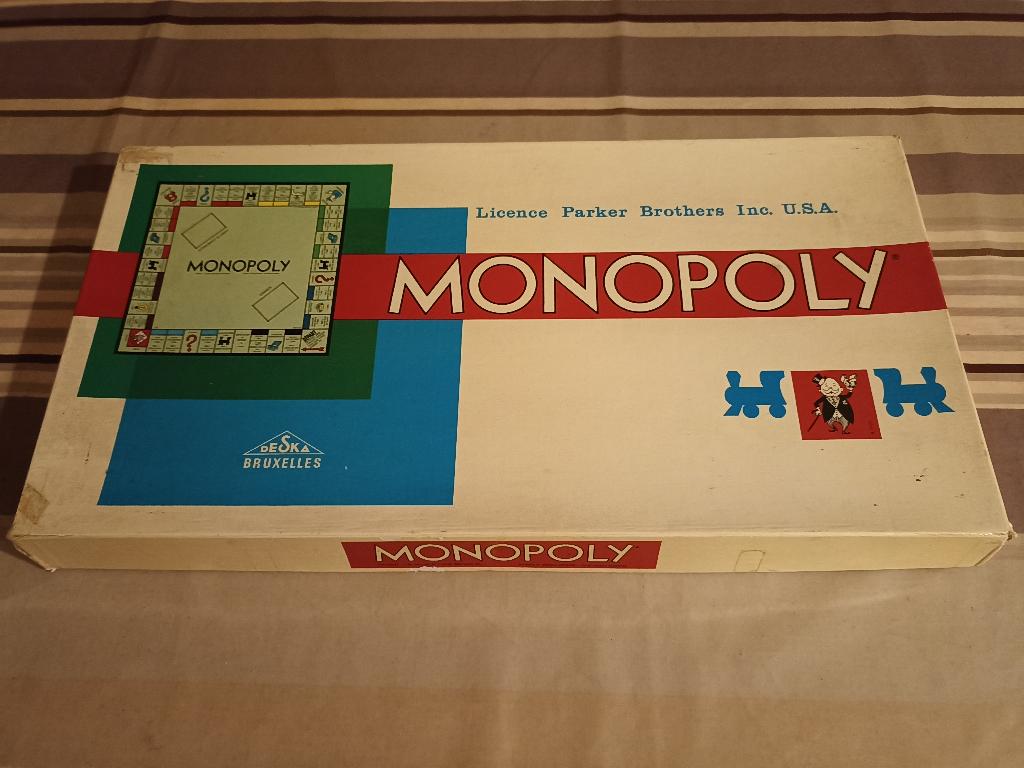 Licence Parker Brothers Inc. U.S.A.
MONOPOLY®
MONOPOLY
DESKA
BRUXELLES
MONOPOLY